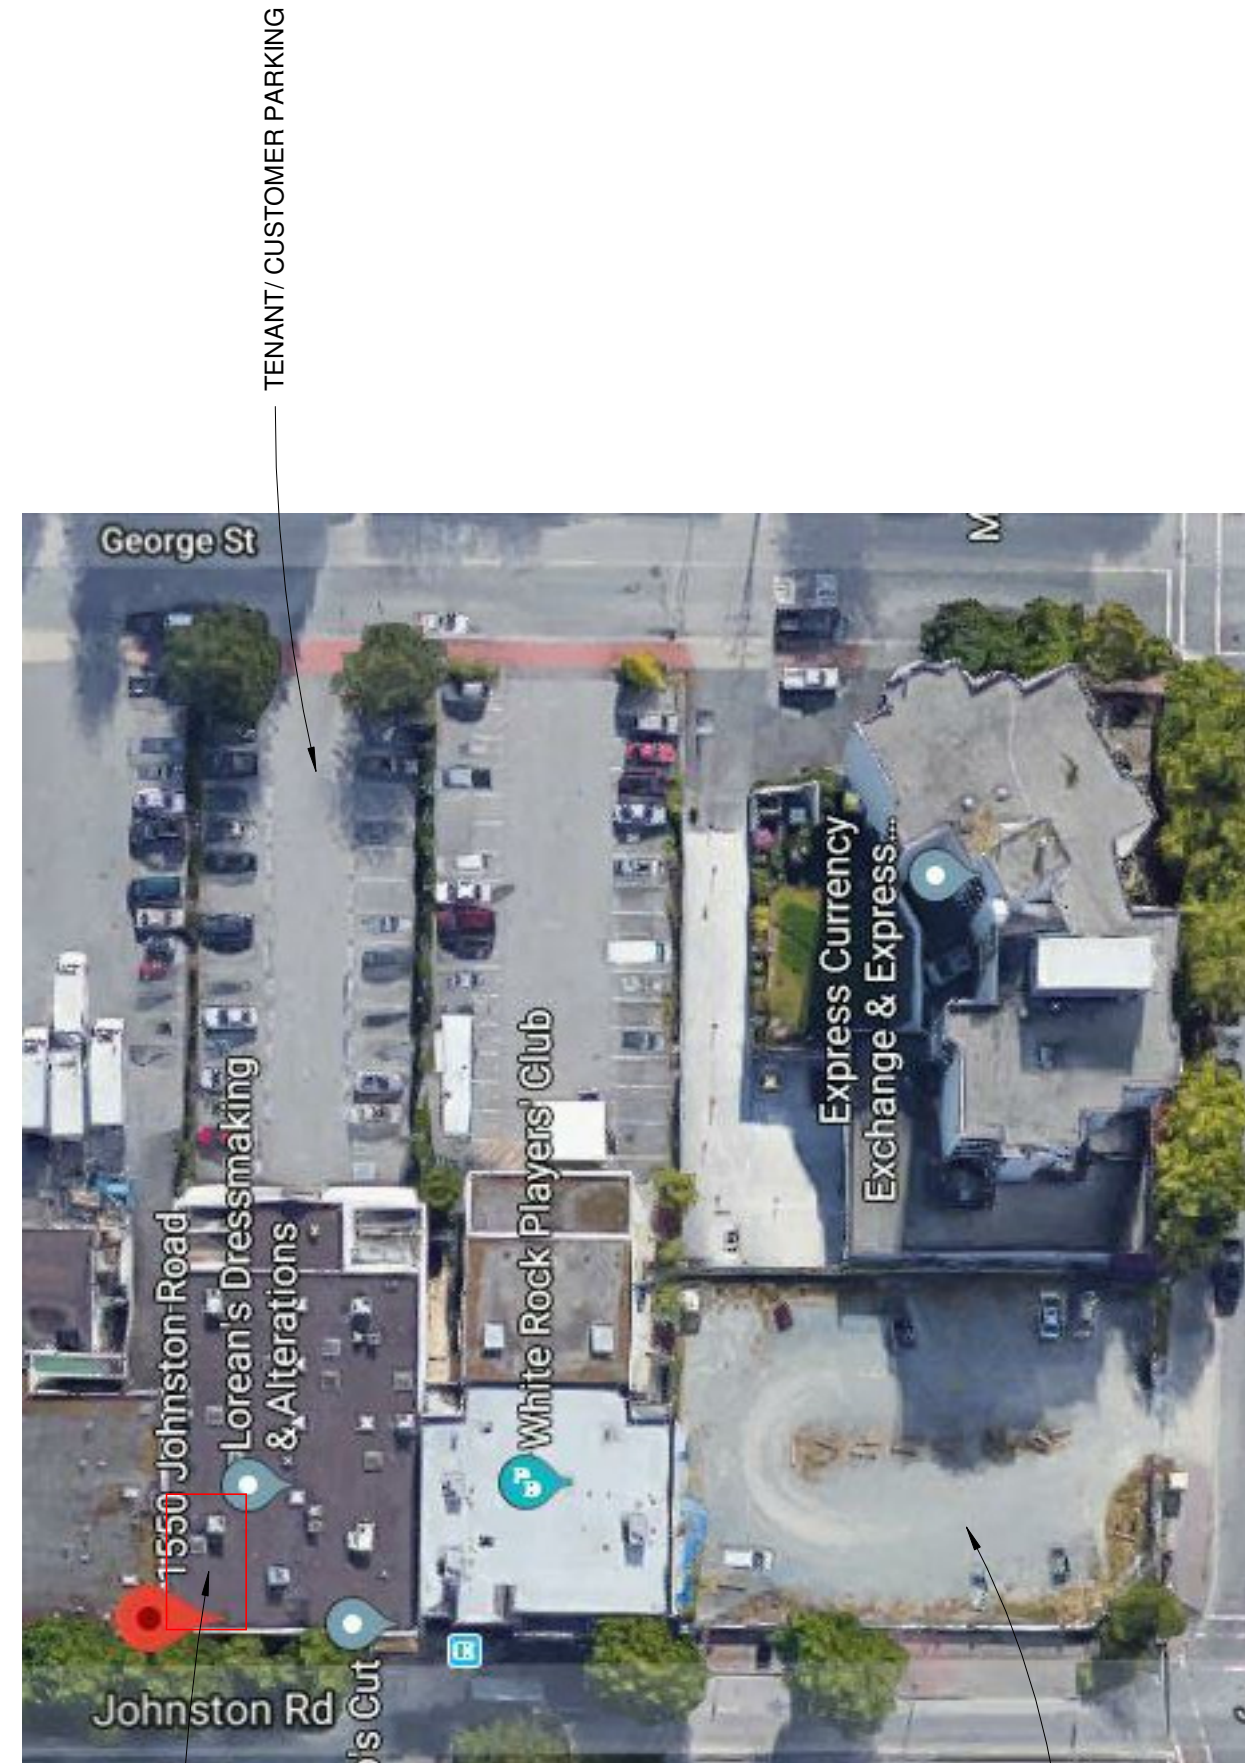 TENANT/ CUSTOMER PARKING
George St
M
Express Currency
Exchange & Express...
White Rock Players' Club
1550 Johnston Road
Lorean's Dressmaking
& Alterations
Johnston Rd
's Cut